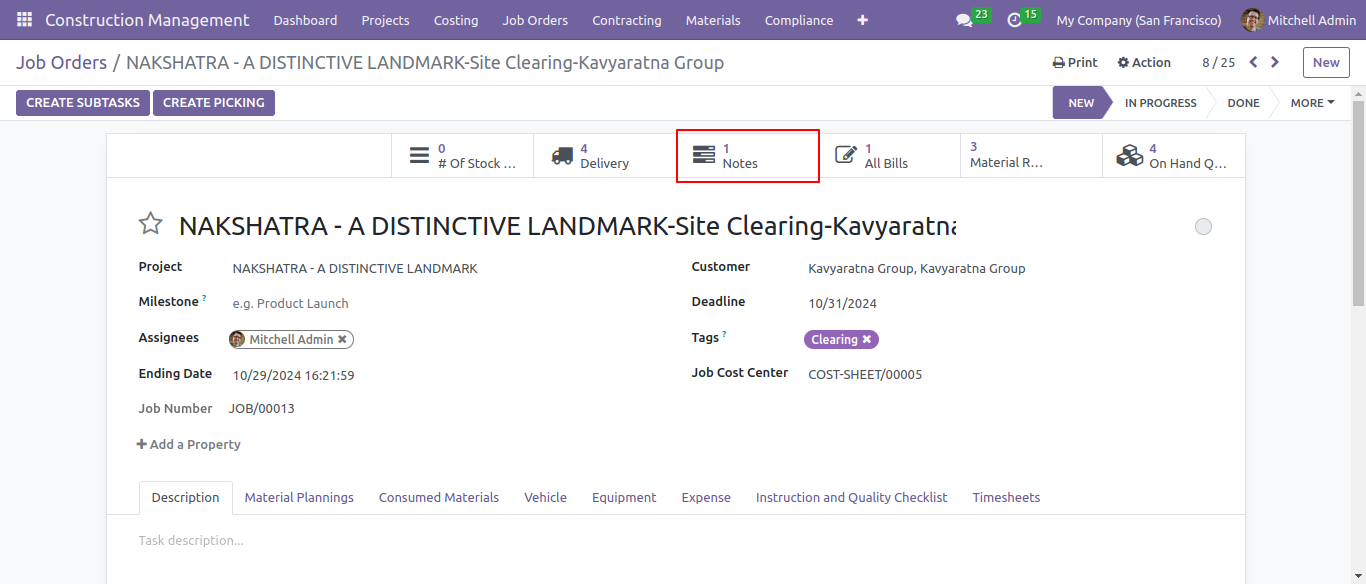 Construction Management Dashboard Projects Costing Job Orders Contracting Materials Compliance + 23 15 My Company (San Francisco) Mitchell Admin
Job Orders / NAKSHATRA - A DISTINCTIVE LANDMARK-Site Clearing-Kavyaratna Group Print Action 8 / 25 New
CREATE SUBTASKS CREATE PICKING NEW IN PROGRESS DONE MORE
0 4 1 1 3 4
# Of Stock ... Delivery Notes All Bills Material R... On Hand Q...
NAKSHATRA - A DISTINCTIVE LANDMARK-Site Clearing-Kavyaratna
Project NAKSHATRA - A DISTINCTIVE LANDMARK Customer Kavyaratna Group, Kavyaratna Group
Milestone ? e.g. Product Launch Deadline 10/31/2024
Assignees Mitchell Admin ✖ Tags ? Clearing ✖
Ending Date 10/29/2024 16:21:59 Job Cost Center COST-SHEET/00005
Job Number JOB/00013
+ Add a Property
Description Material Plannings Consumed Materials Vehicle Equipment Expense Instruction and Quality Checklist Timesheets
Task description...